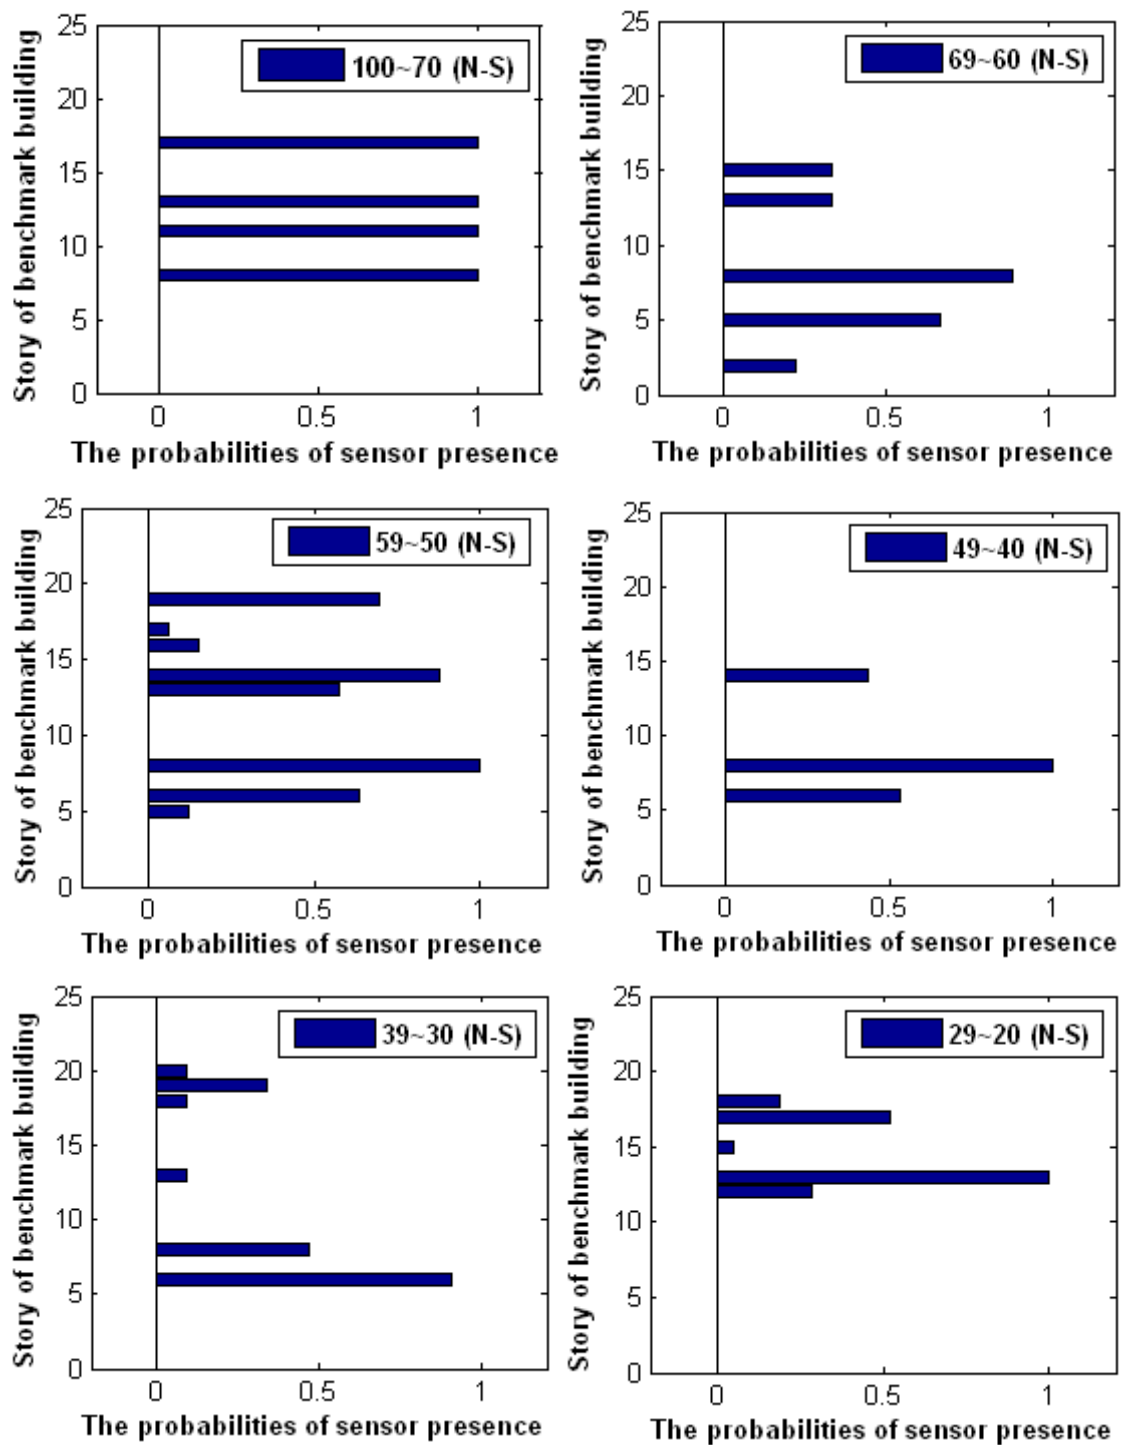 100~70 (N-S)
Story of benchmark building
25
20
15
10
5
0
0 0.5 1
The probabilities of sensor presence
69~60 (N-S)
Story of benchmark building
25
20
15
10
5
0
0 0.5 1
The probabilities of sensor presence
59~50 (N-S)
Story of benchmark building
25
20
15
10
5
0
0 0.5 1
The probabilities of sensor presence
49~40 (N-S)
Story of benchmark building
25
20
15
10
5
0
0 0.5 1
The probabilities of sensor presence
39~30 (N-S)
Story of benchmark building
25
20
15
10
5
0
0 0.5 1
The probabilities of sensor presence
29~20 (N-S)
Story of benchmark building
25
20
15
10
5
0
0 0.5 1
The probabilities of sensor presence